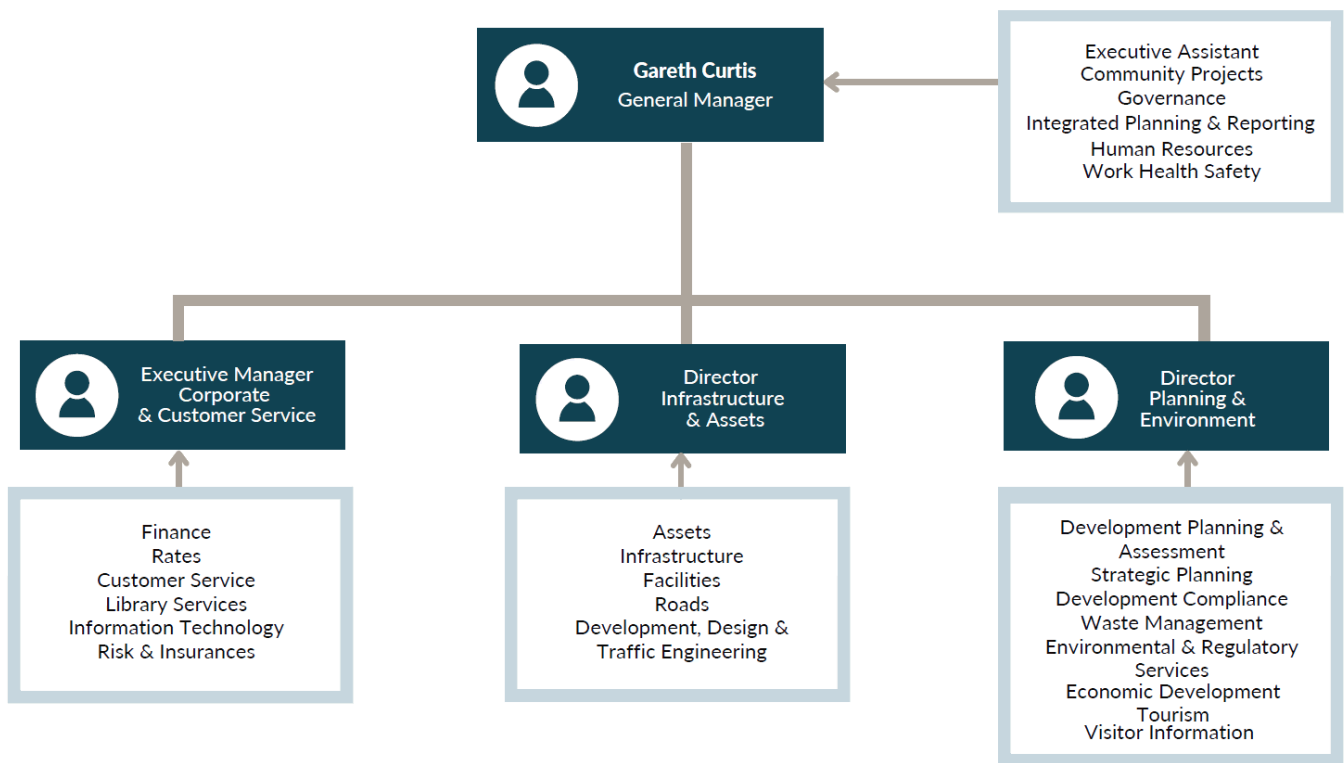 Gareth Curtis
General Manager
Executive Assistant
Community Projects
Governance
Integrated Planning & Reporting
Human Resources
Work Health Safety
Executive Manager
Corporate
& Customer Service
Director
Infrastructure
& Assets
Director
Planning &
Environment
Finance
Rates
Customer Service
Library Services
Information Technology
Risk & Insurances
Assets
Infrastructure
Facilities
Roads
Development, Design &
Traffic Engineering
Development Planning &
Assessment
Strategic Planning
Development Compliance
Waste Management
Environmental & Regulatory
Services
Economic Development
Tourism
Visitor Information